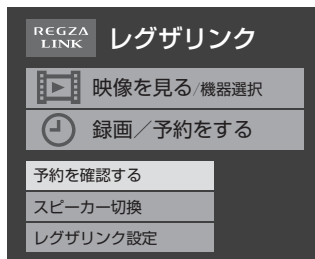 REGZA
LINK レグザリンク
映像を見る/機器選択
録画／予約をする
予約を確認する
スピーカー切換
レグザリンク設定